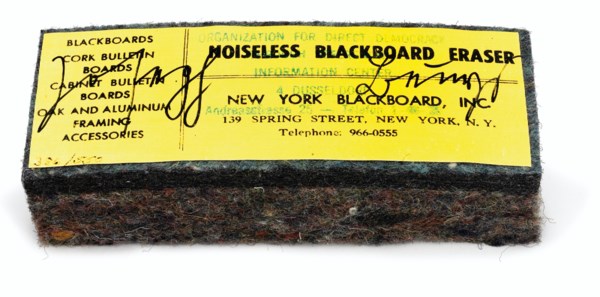 BLACKBOARDS
CORK BULLETIN
BOARDS
CABINET BULLETIN
BOARDS
OAK AND ALUMINUM
FRAMING
ACCESSORIES
ORGANIZATION FOR DIRECT DEMOCRACY
NOISELESS BLACKBOARD ERASER
INFORMATION CENTER
4 DUSSELDORF
NEW YORK BLACKBOARD, INC
139 SPRING STREET, NEW YORK, N. Y.
Telephone: 966-0555